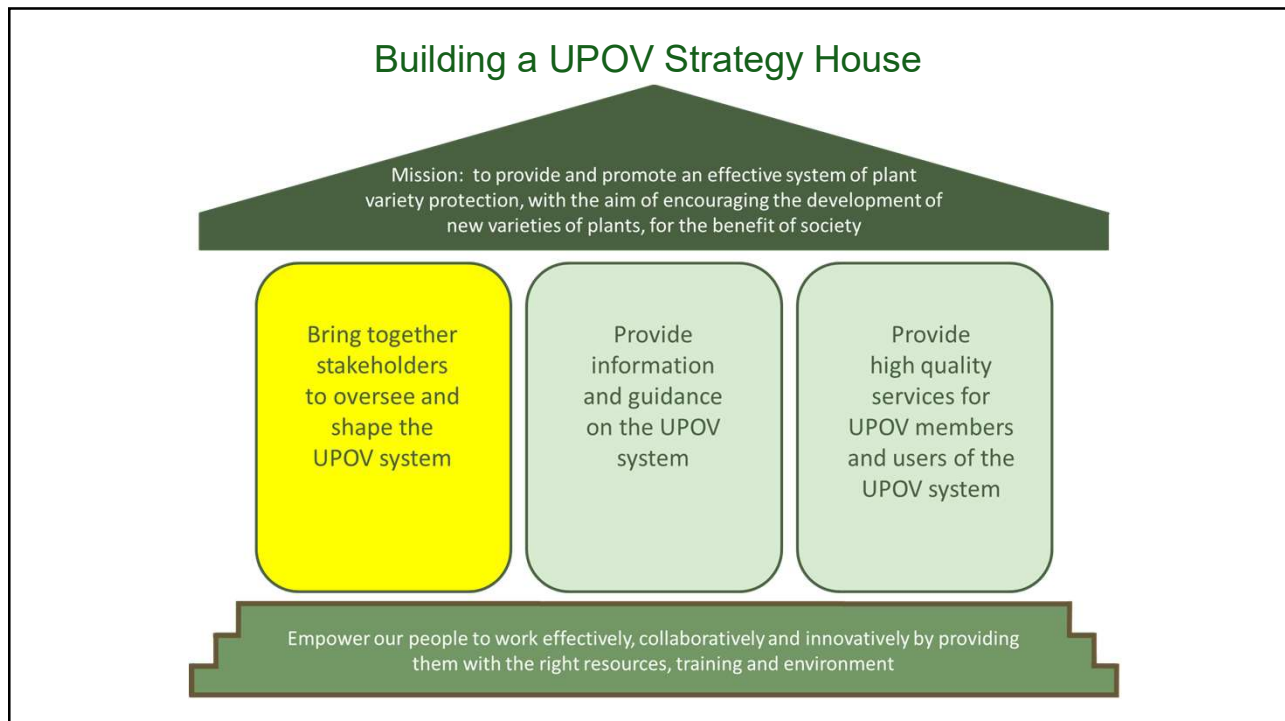 Building a UPOV Strategy House
Mission: to provide and promote an effective system of plant
variety protection, with the aim of encouraging the development of
new varieties of plants, for the benefit of society
Bring together
stakeholders
to oversee and
shape the
UPOV system
Provide
information
and guidance
on the UPOV
system
Provide
high quality
services for
UPOV members
and users of the
UPOV system
Empower our people to work effectively, collaboratively and innovatively by providing
them with the right resources, training and environment